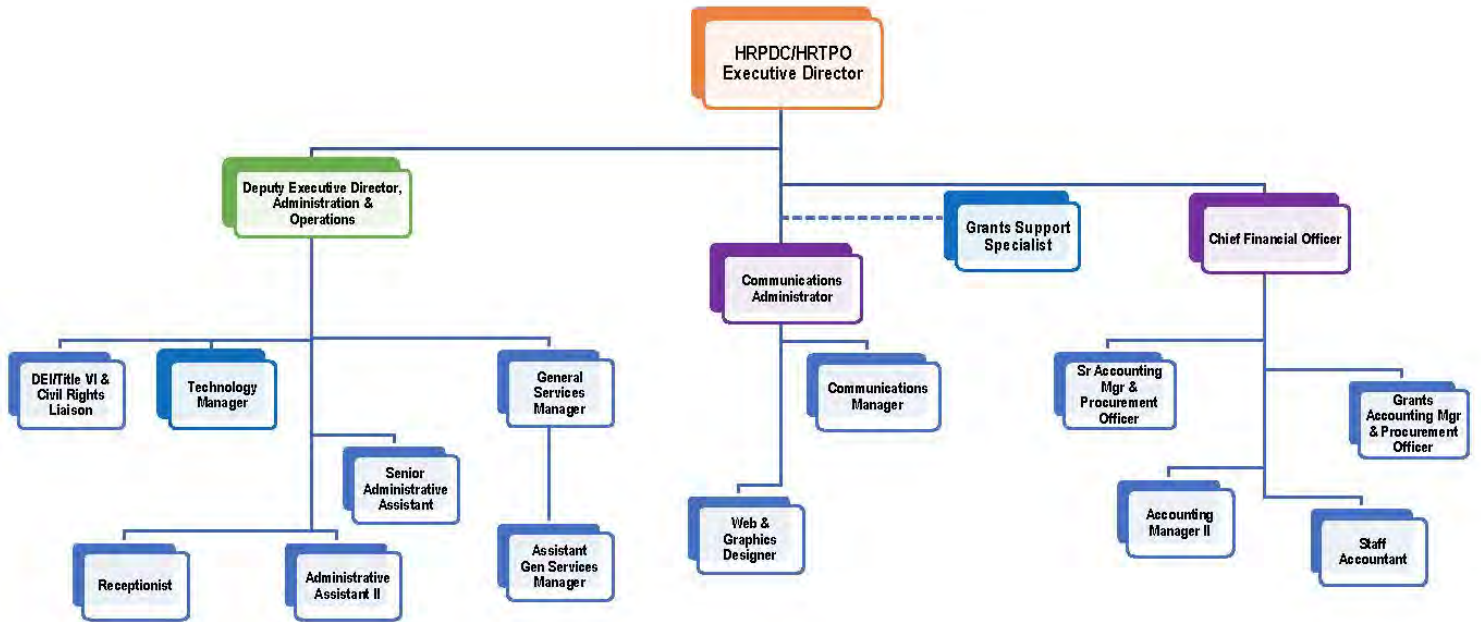 HRPDC/HRTPO
Executive Director
Deputy Executive Director,
Administration &
Operations
Grants Support
Specialist
Chief Financial Officer
Communications
Administrator
DEI/Title VI &
Civil Rights
Liaison
Technology
Manager
General
Services
Manager
Communications
Manager
Sr Accounting
Mgr &
Procurement
Officer
Grants
Accounting Mgr
& Procurement
Officer
Senior
Administrative
Assistant
Receptionist
Administrative
Assistant II
Assistant
Gen Services
Manager
Web &
Graphics
Designer
Accounting
Manager II
Staff
Accountant